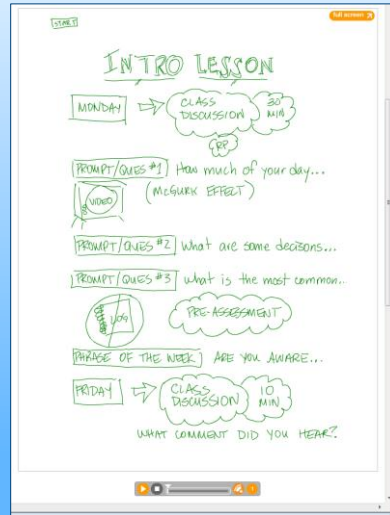 Full screen
START
INTRO LESSON
MONDAY CLASS DISCUSSION 30 MIN
RP
PROMPT/QUES #1 How much of your day...
VIDEO (McGURK EFFECT)
PROMPT/QUES #2 What are some decisons...
PROMPT/QUES #3 What is the most common...
LOG PRE-ASSESSMENT
PHRASE OF THE WEEK ARE YOU AWARE...
FRIDAY CLASS DISCUSSION 10 MIN
WHAT COMMENT DID YOU HEAR?